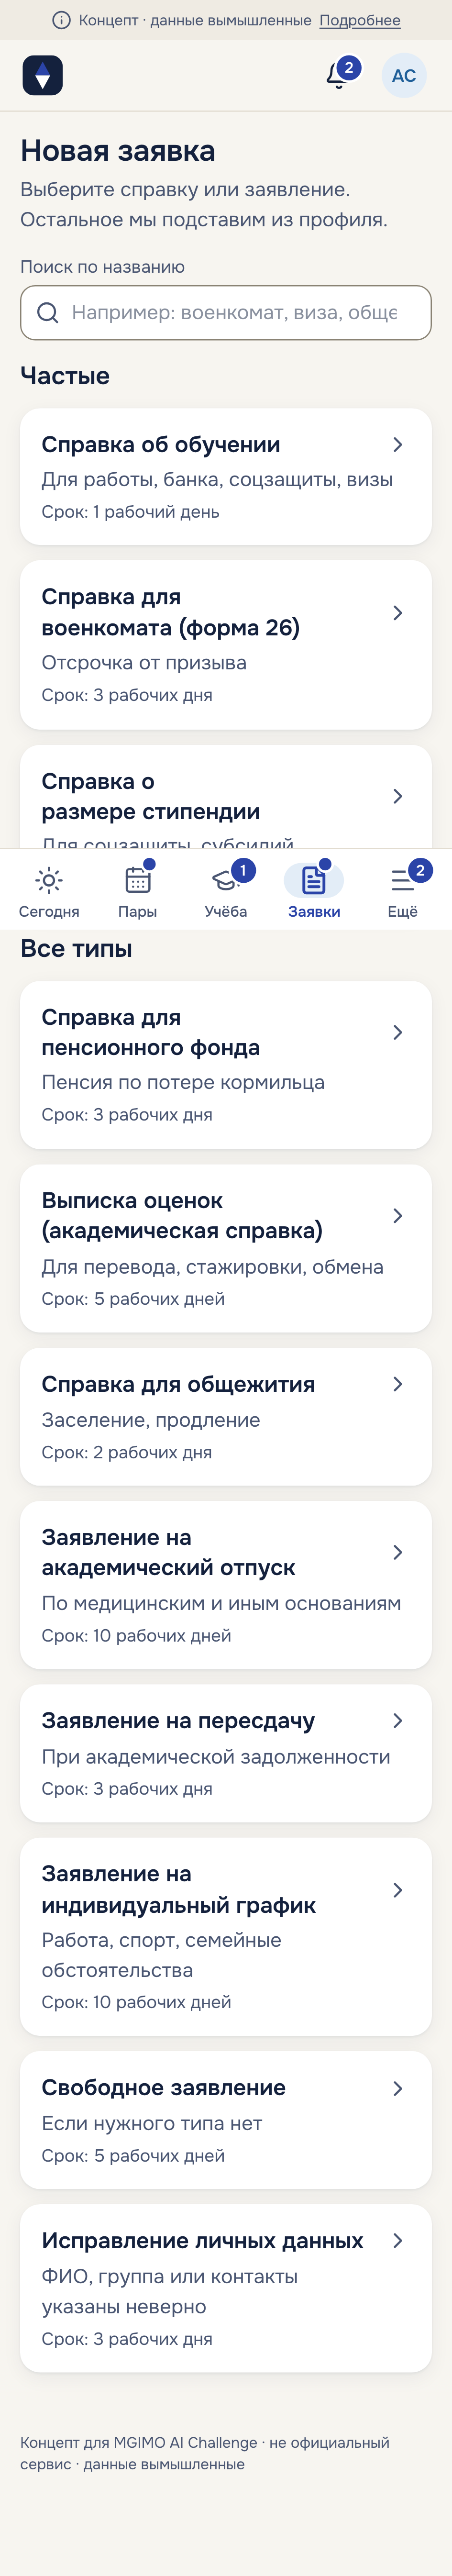 Концепт · данные вымышленные Подробнее
2
АС
Новая заявка
Выберите справку или заявление.
Остальное мы подставим из профиля.
Поиск по названию
Например: военкомат, виза, обще
Частые
Справка об обучении
Для работы, банка, соцзащиты, визы
Срок: 1 рабочий день
Справка для
военкомата (форма 26)
Отсрочка от призыва
Срок: 3 рабочих дня
Справка о
размере стипендии
Для соцзащиты, субсидий
1
2
Сегодня
Пары
Учёба
Заявки
Ещё
Все типы
Справка для
пенсионного фонда
Пенсия по потере кормильца
Срок: 3 рабочих дня
Выписка оценок
(академическая справка)
Для перевода, стажировки, обмена
Срок: 5 рабочих дней
Справка для общежития
Заселение, продление
Срок: 2 рабочих дня
Заявление на
академический отпуск
По медицинским и иным основаниям
Срок: 10 рабочих дней
Заявление на пересдачу
При академической задолженности
Срок: 3 рабочих дня
Заявление на
индивидуальный график
Работа, спорт, семейные
обстоятельства
Срок: 10 рабочих дней
Свободное заявление
Если нужного типа нет
Срок: 5 рабочих дней
Исправление личных данных
ФИО, группа или контакты
указаны неверно
Срок: 3 рабочих дня
Концепт для MGIMO AI Challenge · не официальный
сервис · данные вымышленные